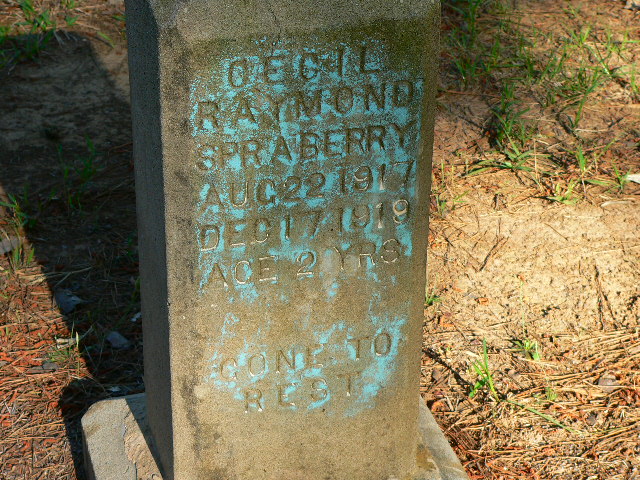 CECIL
RAYMOND
SPRABERRY
AUG 22 1917
DEC 17 1919
AGE 2 YRS
GONE TO
REST